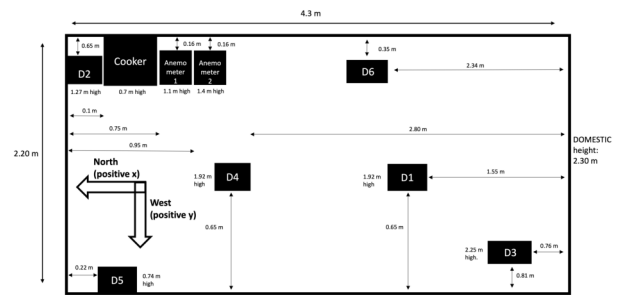 4.3 m
0.65 m
Cooker
0.16 m
0.16 m
0.35 m
D2
Anemo
meter
1
Anemo
meter
2
D6
2.34 m
1.27 m high
0.7 m high
1.1 m high
1.4 m high
0.1 m
0.75 m
2.80 m
DOMESTIC
height:
2.30 m
0.95 m
2.20 m
North
(positive x)
1.92 m
high
D4
1.92 m
high
D1
1.55 m
West
(positive y)
0.65 m
0.65 m
2.25 m
high.
D3
0.76 m
0.22 m
D5
0.74 m
high
0.81 m